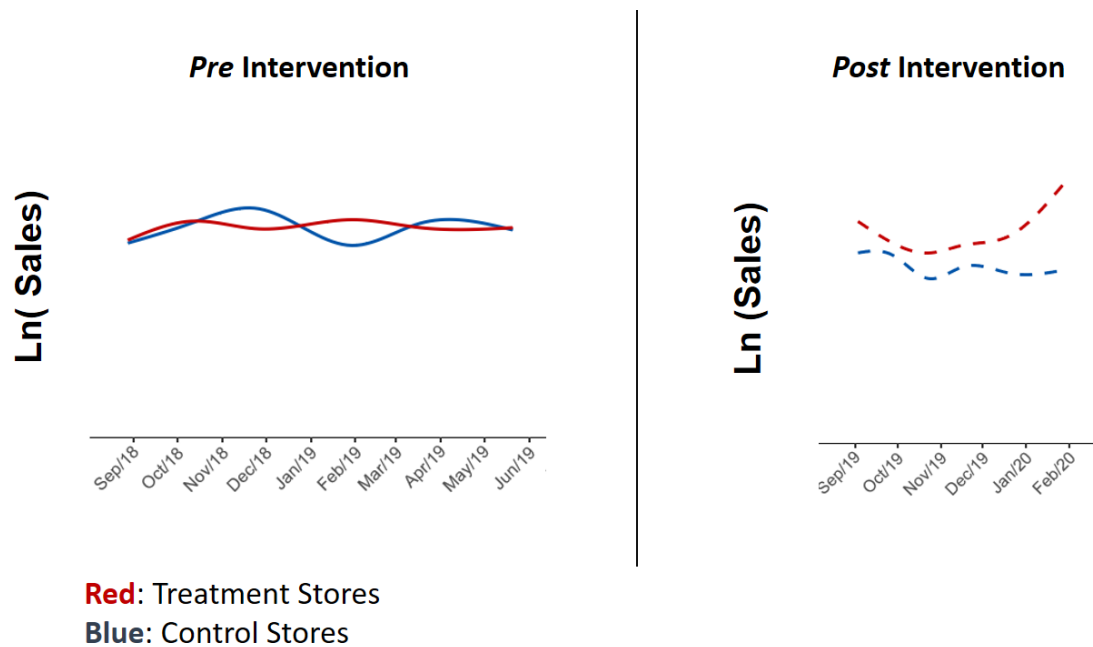 Pre Intervention
Post Intervention
Ln( Sales)
Ln (Sales)
Sep/18
Oct/18
Nov/18
Dec/18
Jan/19
Feb/19
Mar/19
Apr/19
May/19
Jun/19
Sep/19
Oct/19
Nov/19
Dec/19
Jan/20
Feb/20
Red: Treatment Stores
Blue: Control Stores